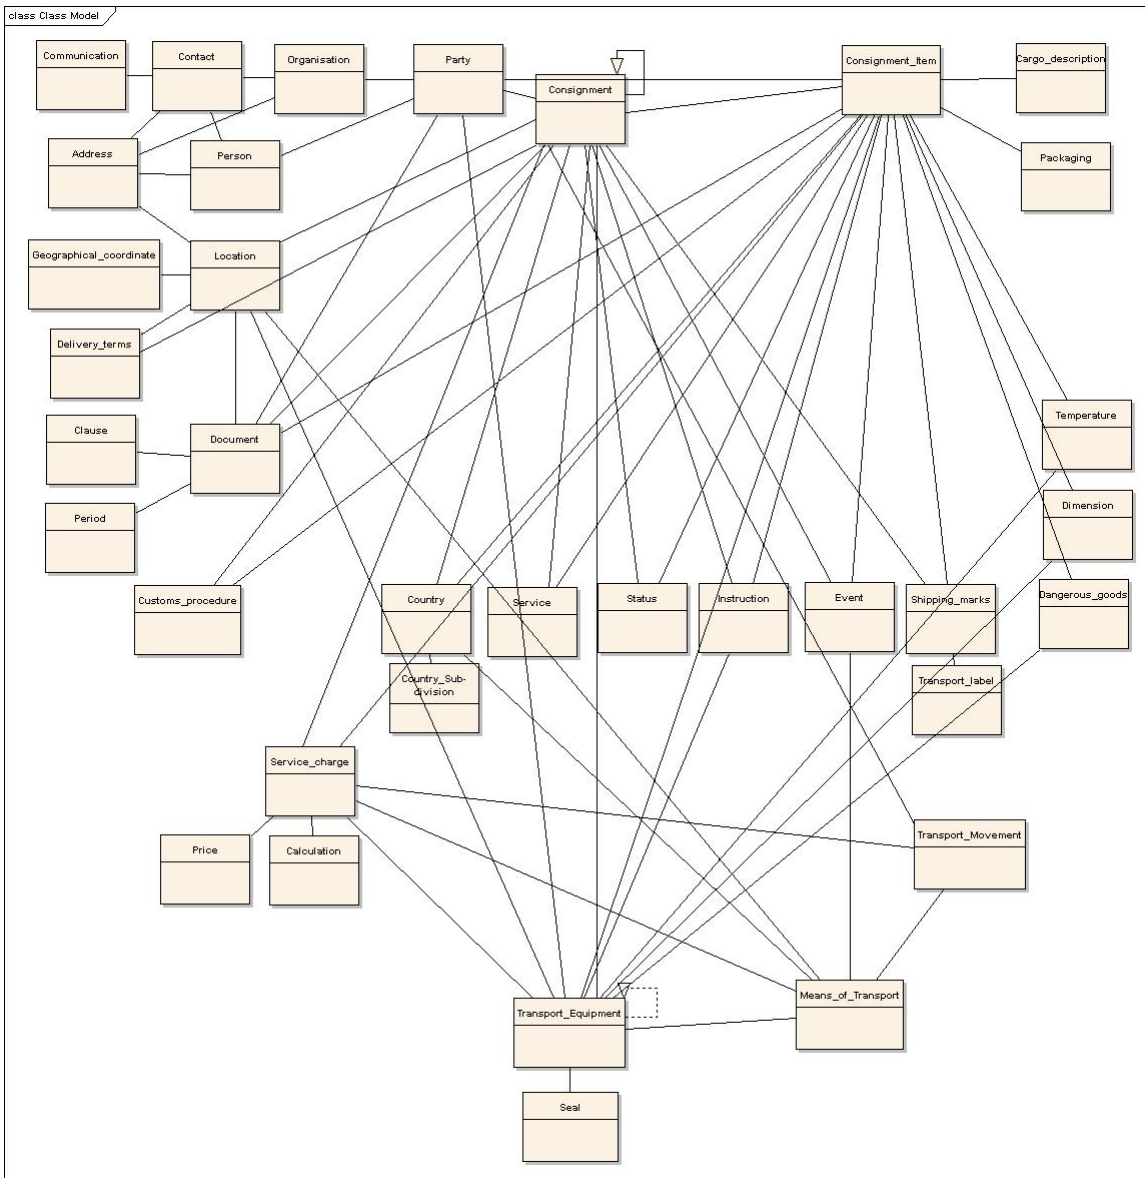 class Class Model
Communication
Contact
Organisation
Party
Consignment
Consignment_Item
Cargo_description
Address
Person
Packaging
Geographical_coordinate
Location
Delivery_terms
Clause
Document
Temperature
Period
Dimension
Customs_procedure
Country
Service
Status
Instruction
Event
Shipping_marks
Dangerous_goods
Country_Sub-
division
Transport_label
Service_charge
Price
Calculation
Transport_Movement
Transport_Equipment
Means_of_Transport
Seal